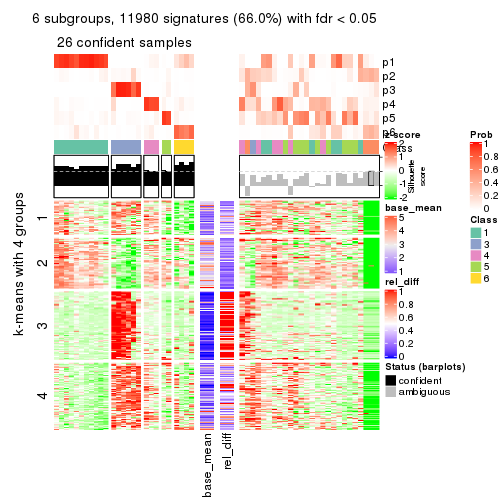 6 subgroups, 11980 signatures (66.0%) with fdr < 0.05
26 confident samples
p1
p2
p3
p4
p5
p6
Class
Silhouette
score
k-means with 4 groups
1
2
3
4
base_mean
rel_diff
z-score
2
1
0
-1
-2
base_mean
5
4
3
2
1
rel_diff
1
0.8
0.6
0.4
0.2
0
Status (barplots)
confident
ambiguous
Prob
1
0.8
0.6
0.4
0.2
0
Class
1
3
4
5
6